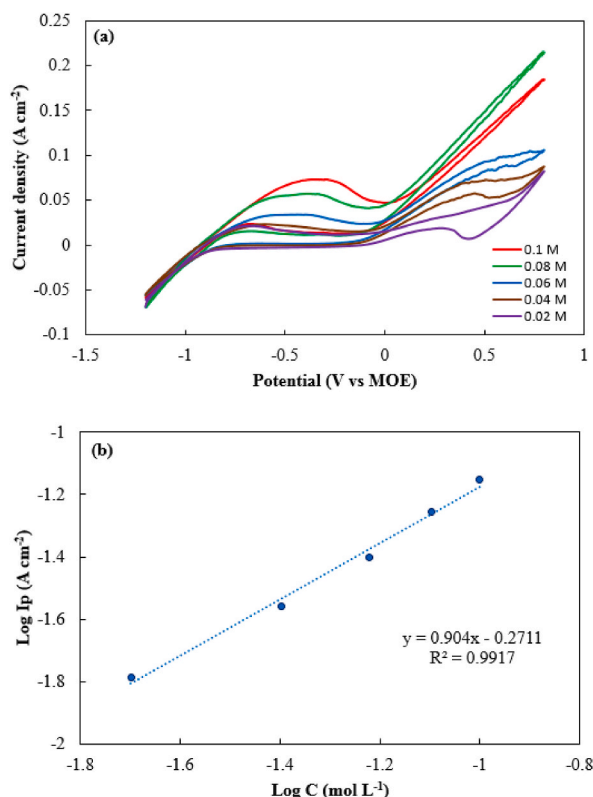 (a)
Current density (A cm⁻²)
0.25
0.2
0.15
0.1
0.05
0
-0.05
-0.1
-1.5 -1 -0.5 0 0.5 1
0.1 M
0.08 M
0.06 M
0.04 M
0.02 M
Potential (V vs MOE)
(b)
Log Ip (A cm⁻²)
-1
-1.2
-1.4
-1.6
-1.8
-2
y = 0.904x - 0.2711
R² = 0.9917
-1.8 -1.6 -1.4 -1.2 -1 -0.8
Log C (mol L⁻¹)